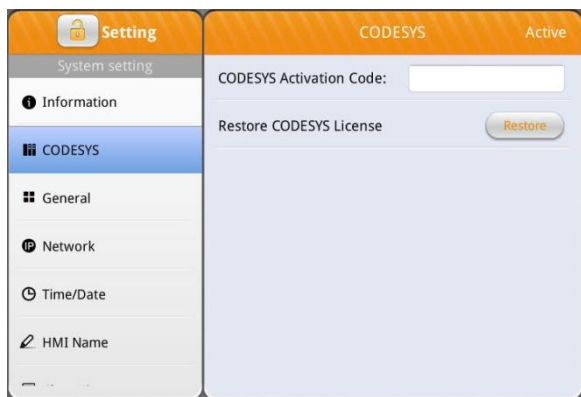 Setting
System setting
Information
CODESYS
General
IP Network
Time/Date
HMI Name
CODESYS Active
CODESYS Activation Code:
Restore CODESYS License Restore